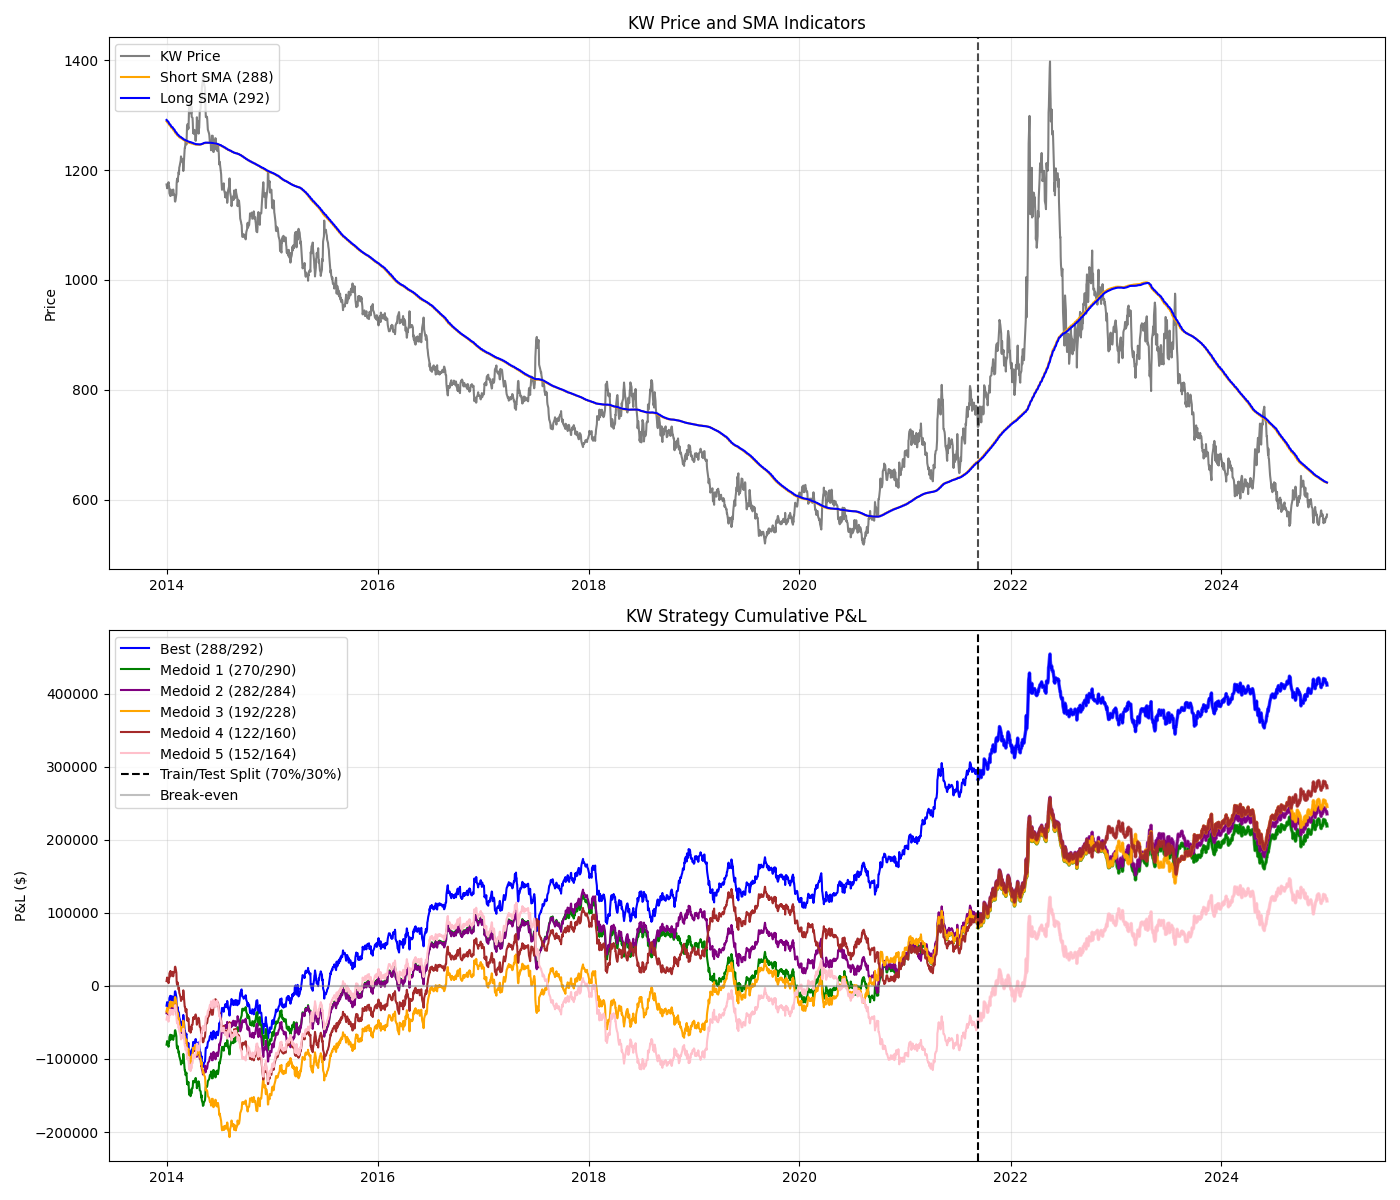 KW Price and SMA Indicators
KW Price
Short SMA (288)
Long SMA (292)
Price
1400
1200
1000
800
600
2014 2016 2018 2020 2022 2024
KW Strategy Cumulative P&L
Best (288/292)
Medoid 1 (270/290)
Medoid 2 (282/284)
Medoid 3 (192/228)
Medoid 4 (122/160)
Medoid 5 (152/164)
Train/Test Split (70%/30%)
Break-even
P&L ($)
400000
300000
200000
100000
0
−100000
−200000
2014 2016 2018 2020 2022 2024